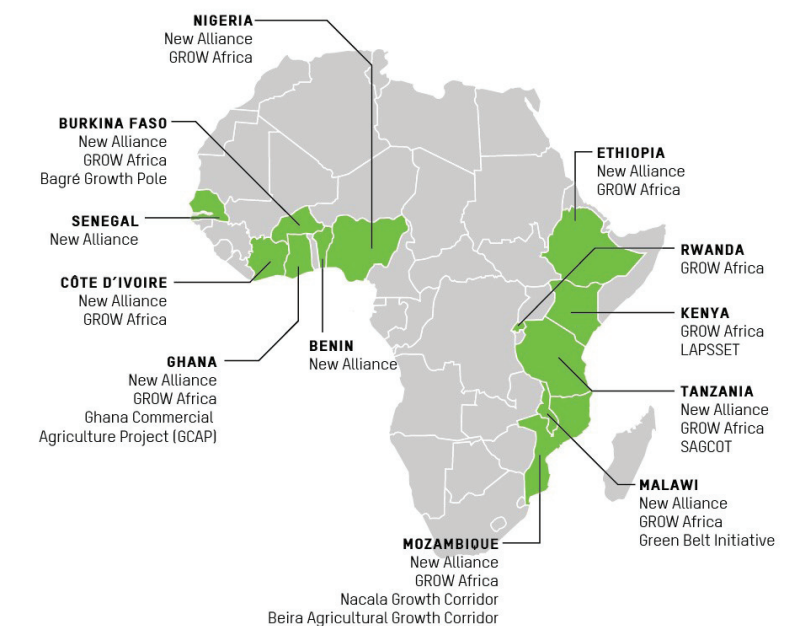 NIGERIA
New Alliance
GROW Africa
BURKINA FASO
New Alliance
GROW Africa
Bagré Growth Pole
SENEGAL
New Alliance
CÔTE D'IVOIRE
New Alliance
GROW Africa
GHANA
New Alliance
GROW Africa
Ghana Commercial
Agriculture Project (GCAP)
BENIN
New Alliance
ETHIOPIA
New Alliance
GROW Africa
RWANDA
GROW Africa
KENYA
GROW Africa
LAPSSET
TANZANIA
New Alliance
GROW Africa
SAGCOT
MALAWI
New Alliance
GROW Africa
Green Belt Initiative
MOZAMBIQUE
New Alliance
GROW Africa
Nacala Growth Corridor
Beira Agricultural Growth Corridor